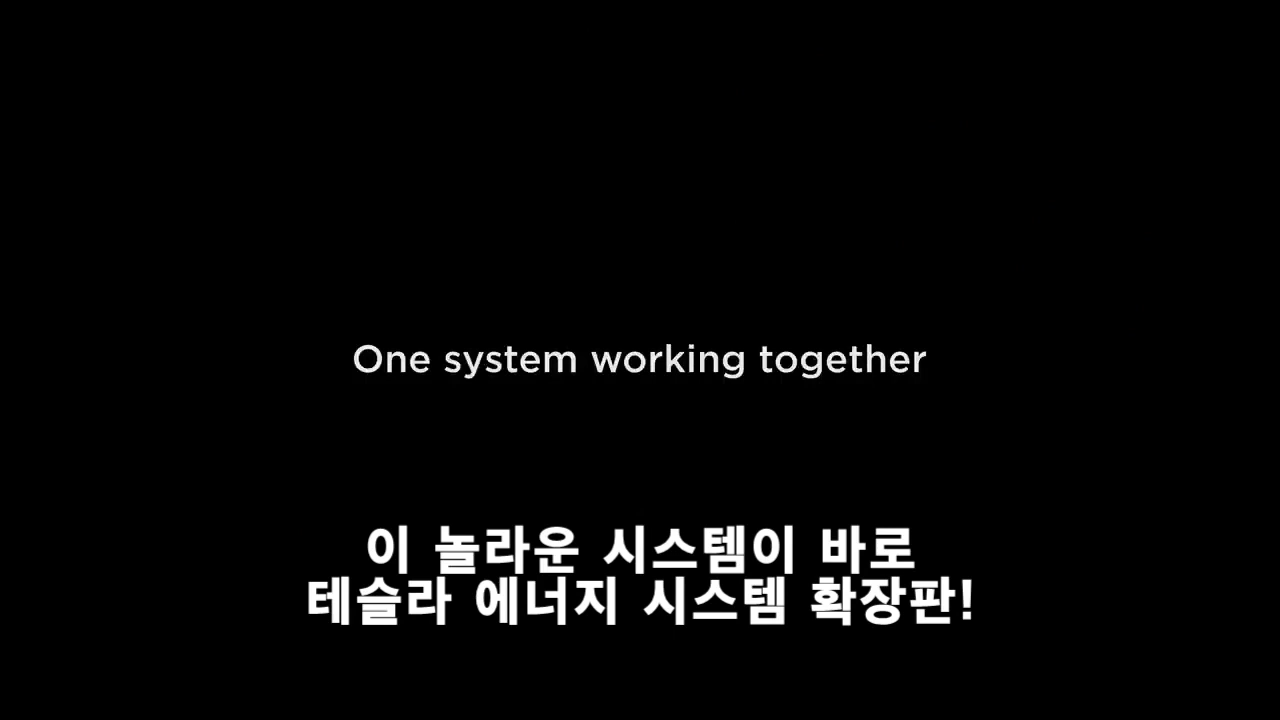 One system working together
이 놀라운 시스템이 바로
테슬라 에너지 시스템 확장판!